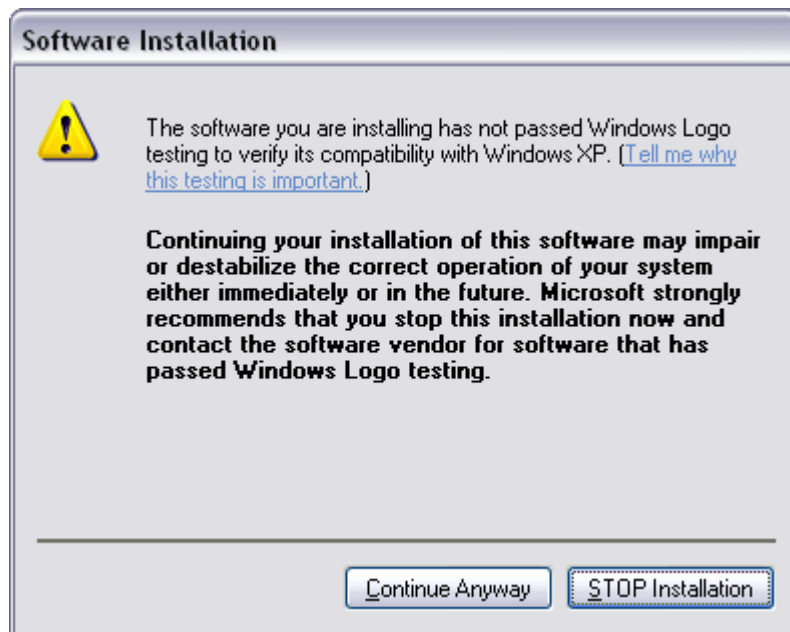 Software Installation
The software you are installing has not passed Windows Logo
testing to verify its compatibility with Windows XP. (Tell me why
this testing is important.)
Continuing your installation of this software may impair
or destabilize the correct operation of your system
either immediately or in the future. Microsoft strongly
recommends that you stop this installation now and
contact the software vendor for software that has
passed Windows Logo testing.
Continue Anyway
STOP Installation